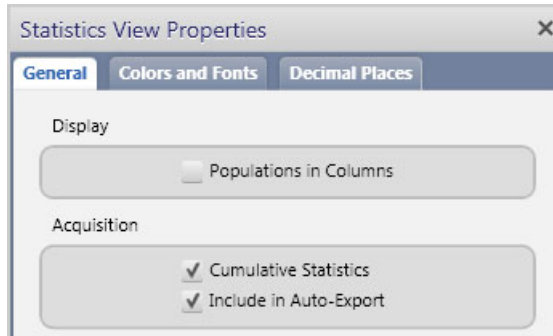 Statistics View Properties
General Colors and Fonts Decimal Places
Display
Populations in Columns
Acquisition
Cumulative Statistics
Include in Auto-Export